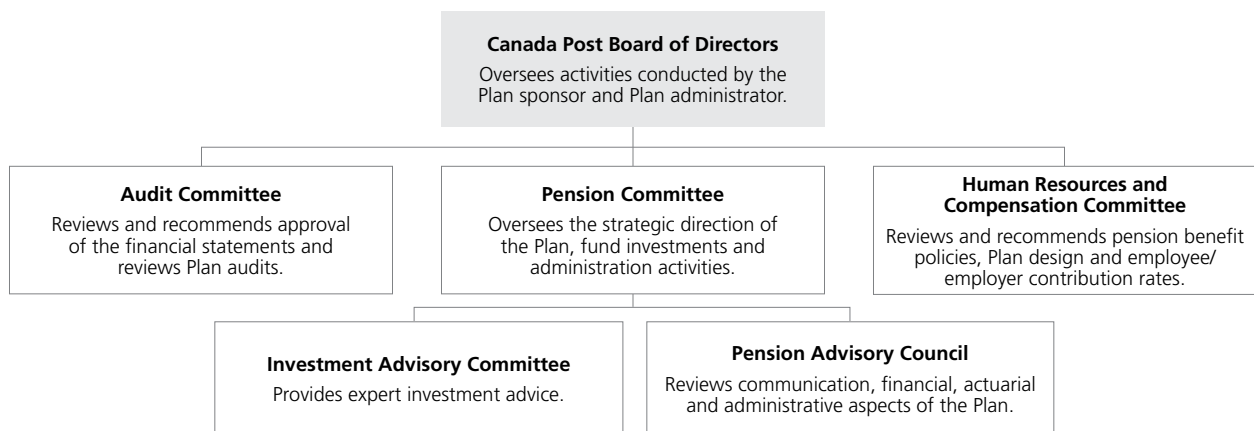 Canada Post Board of Directors
Oversees activities conducted by the
Plan sponsor and Plan administrator.
Audit Committee
Reviews and recommends approval
of the financial statements and
reviews Plan audits.
Pension Committee
Oversees the strategic direction of
the Plan, fund investments and
administration activities.
Human Resources and
Compensation Committee
Reviews and recommends pension benefit
policies, Plan design and employee/
employer contribution rates.
Investment Advisory Committee
Provides expert investment advice.
Pension Advisory Council
Reviews communication, financial, actuarial
and administrative aspects of the Plan.